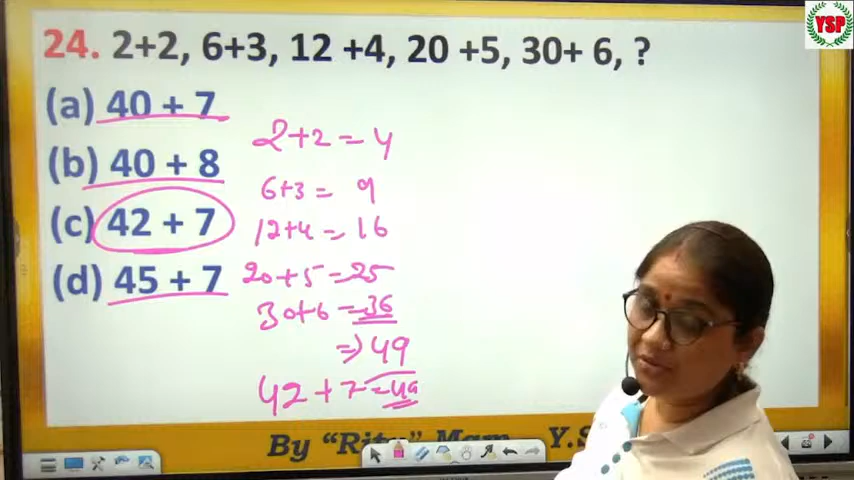 YSP
24. 2+2, 6+3, 12 +4, 20 +5, 30+ 6, ?
(a) 40 + 7
(b) 40 + 8
(c) 42 + 7
(d) 45 + 7
2+2 = 4
6+3 = 9
12+4 = 16
20+5 = 25
30+6 = 36
⇒ 49
42+7 = 49
By “Ritu” Mam Y.S